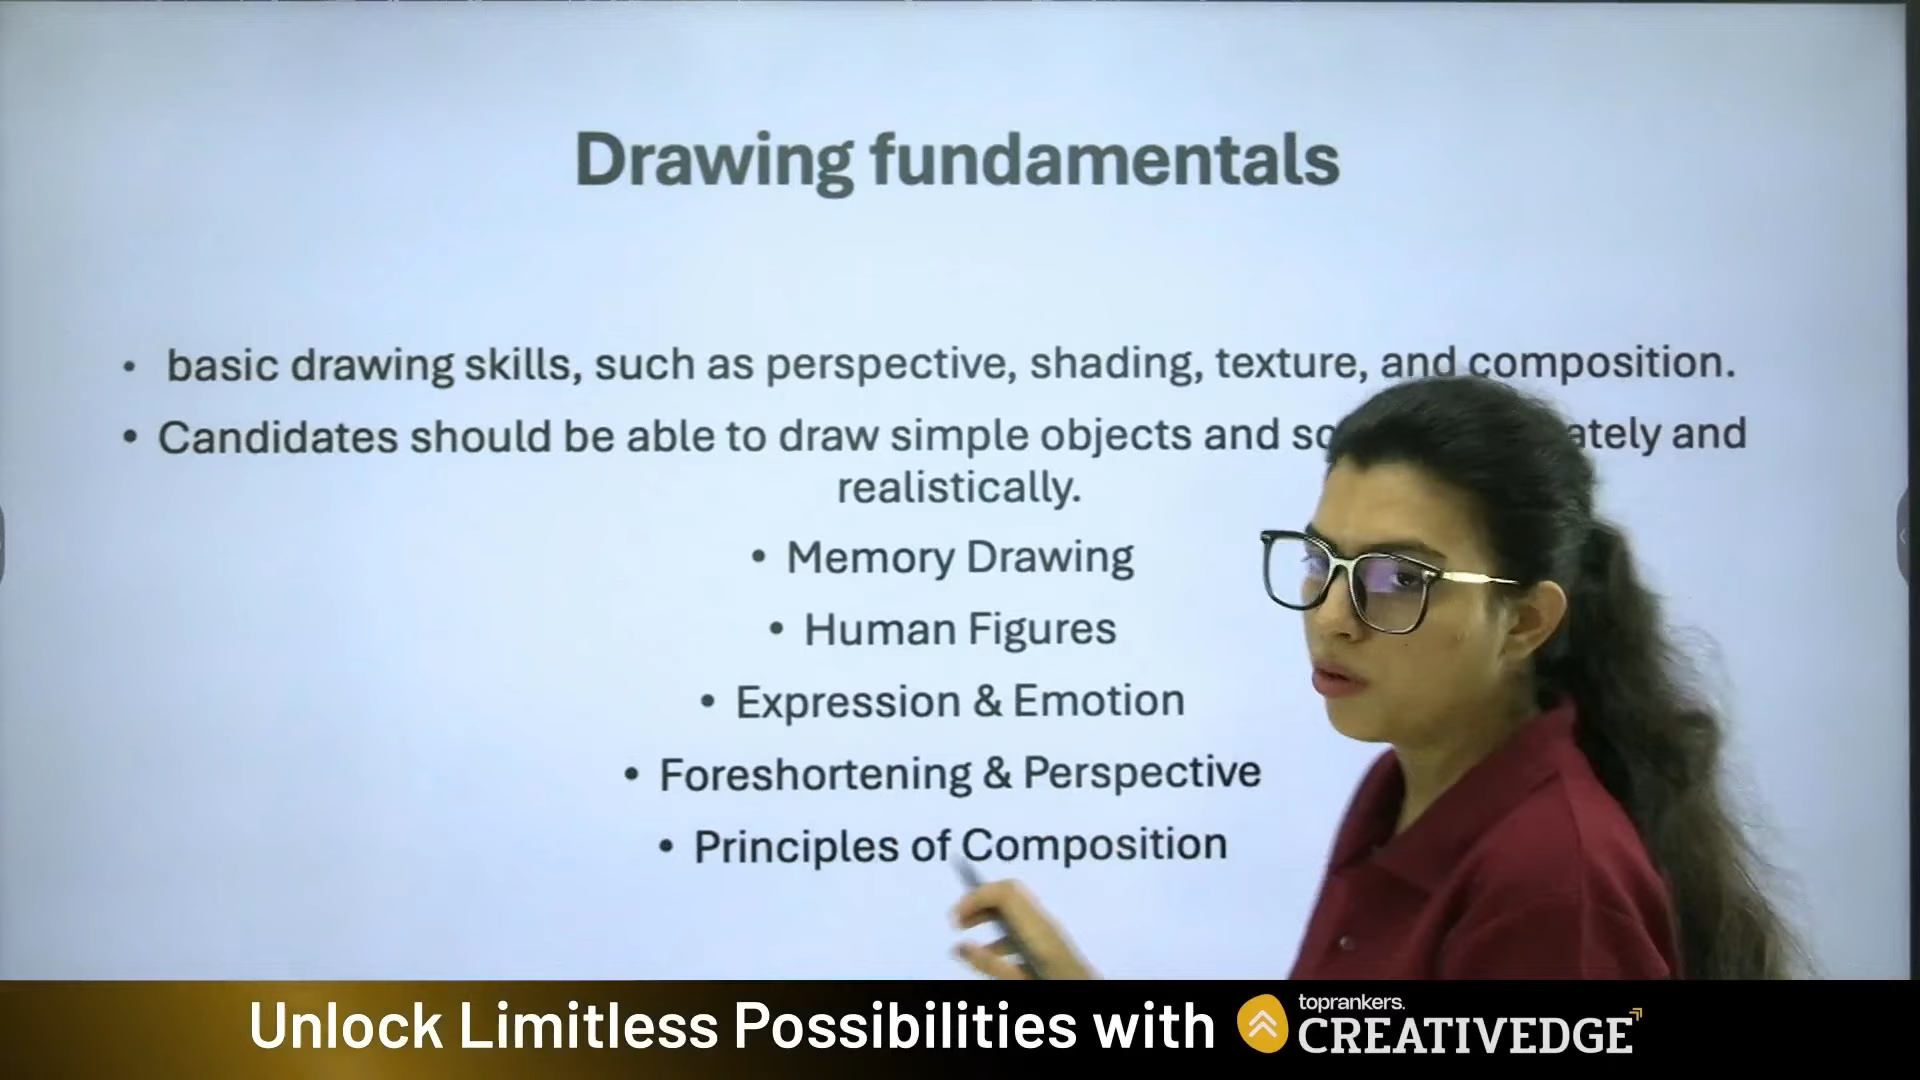 Drawing fundamentals
• basic drawing skills, such as perspective, shading, texture, and composition.
• Candidates should be able to draw simple objects and and
realistically.
• Memory Drawing
• Human Figures
• Expression & Emotion
• Foreshortening & Perspective
• Principles of Composition
Unlock Limitless Possibilities with
toprankers.
CREATIVEDGE